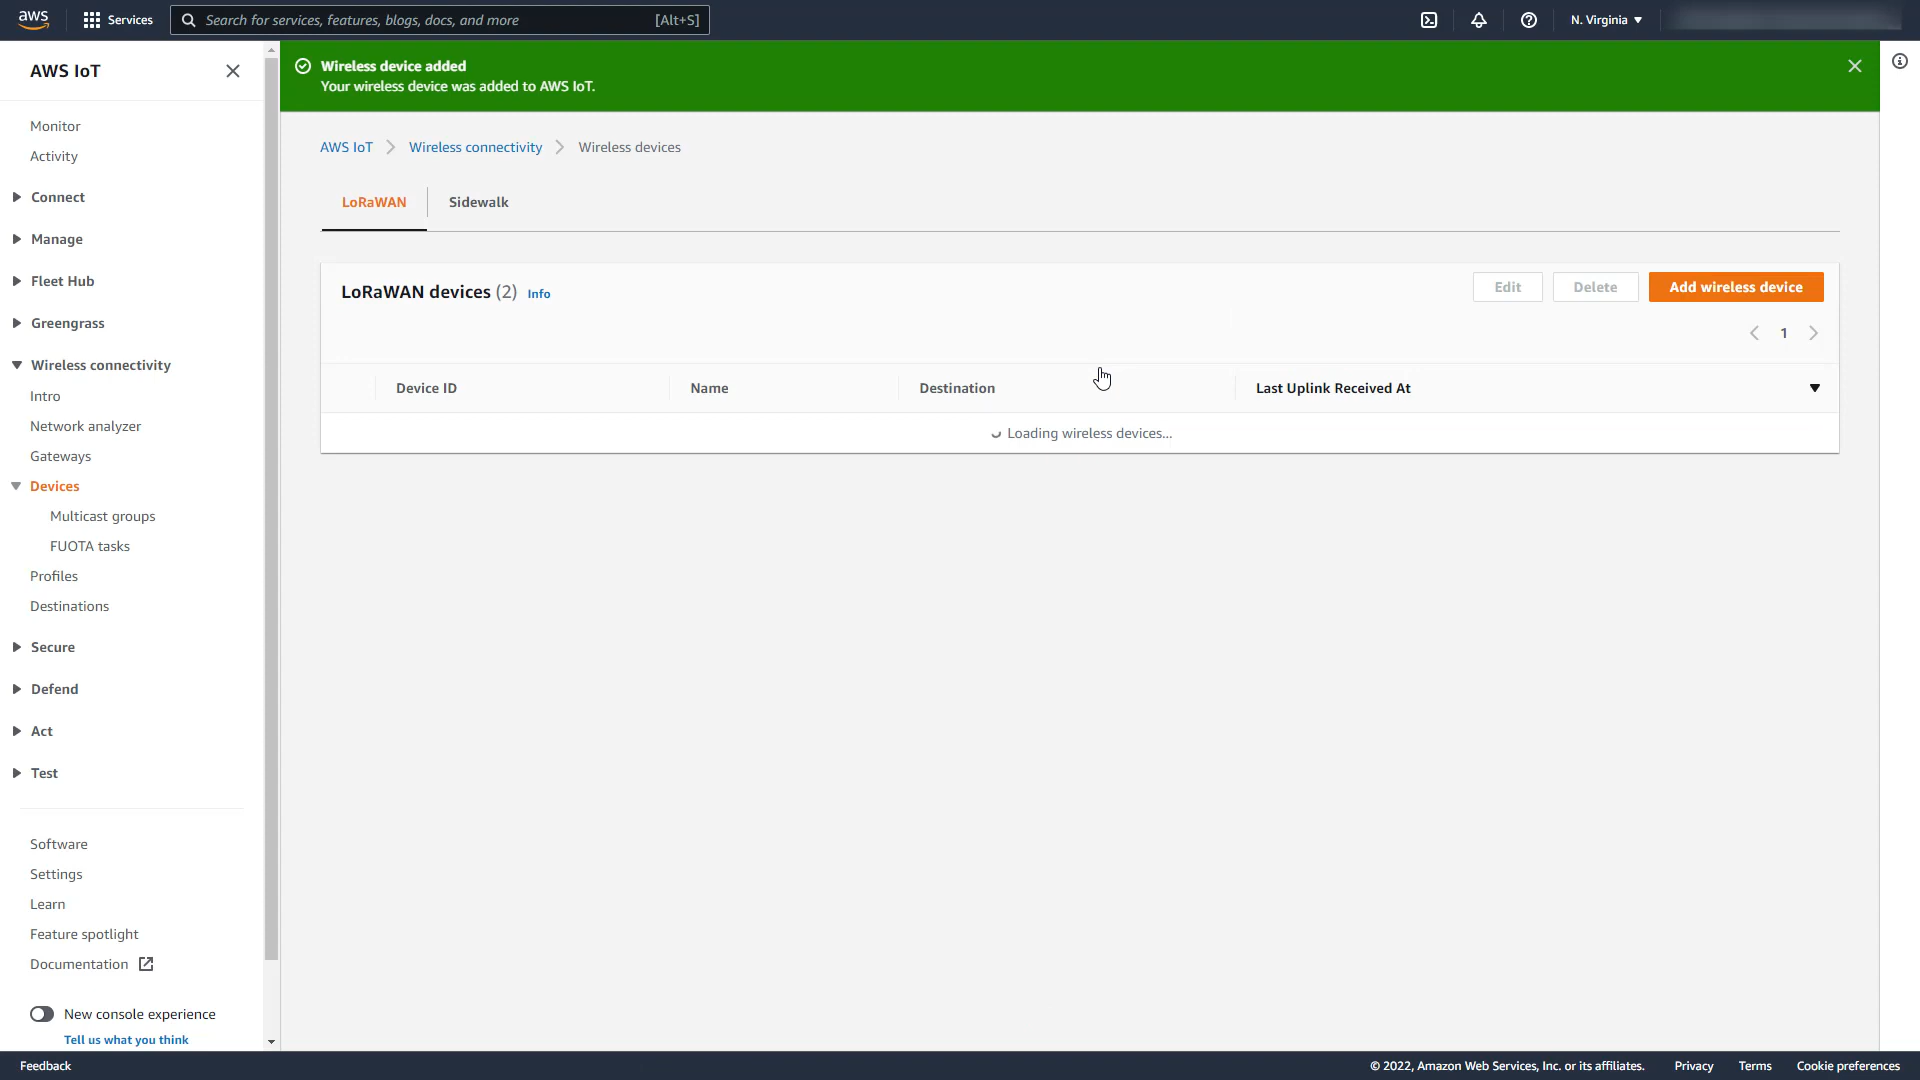 aws
Services
Search for services, features, blogs, docs, and more
[Alt+S]
N. Virginia
AWS IoT
Monitor
Activity
Connect
Manage
Fleet Hub
Greengrass
Wireless connectivity
Intro
Network analyzer
Gateways
Devices
Multicast groups
FUOTA tasks
Profiles
Destinations
Secure
Defend
Act
Test
Software
Settings
Learn
Feature spotlight
Documentation
New console experience
Tell us what you think
Wireless device added
Your wireless device was added to AWS IoT.
AWS IoT Wireless connectivity Wireless devices
LoRaWAN Sidewalk
LoRaWAN devices (2) Info
Edit Delete Add wireless device
1
Device ID Name Destination Last Uplink Received At
Loading wireless devices...
Feedback
© 2022, Amazon Web Services, Inc. or its affiliates. Privacy Terms Cookie preferences